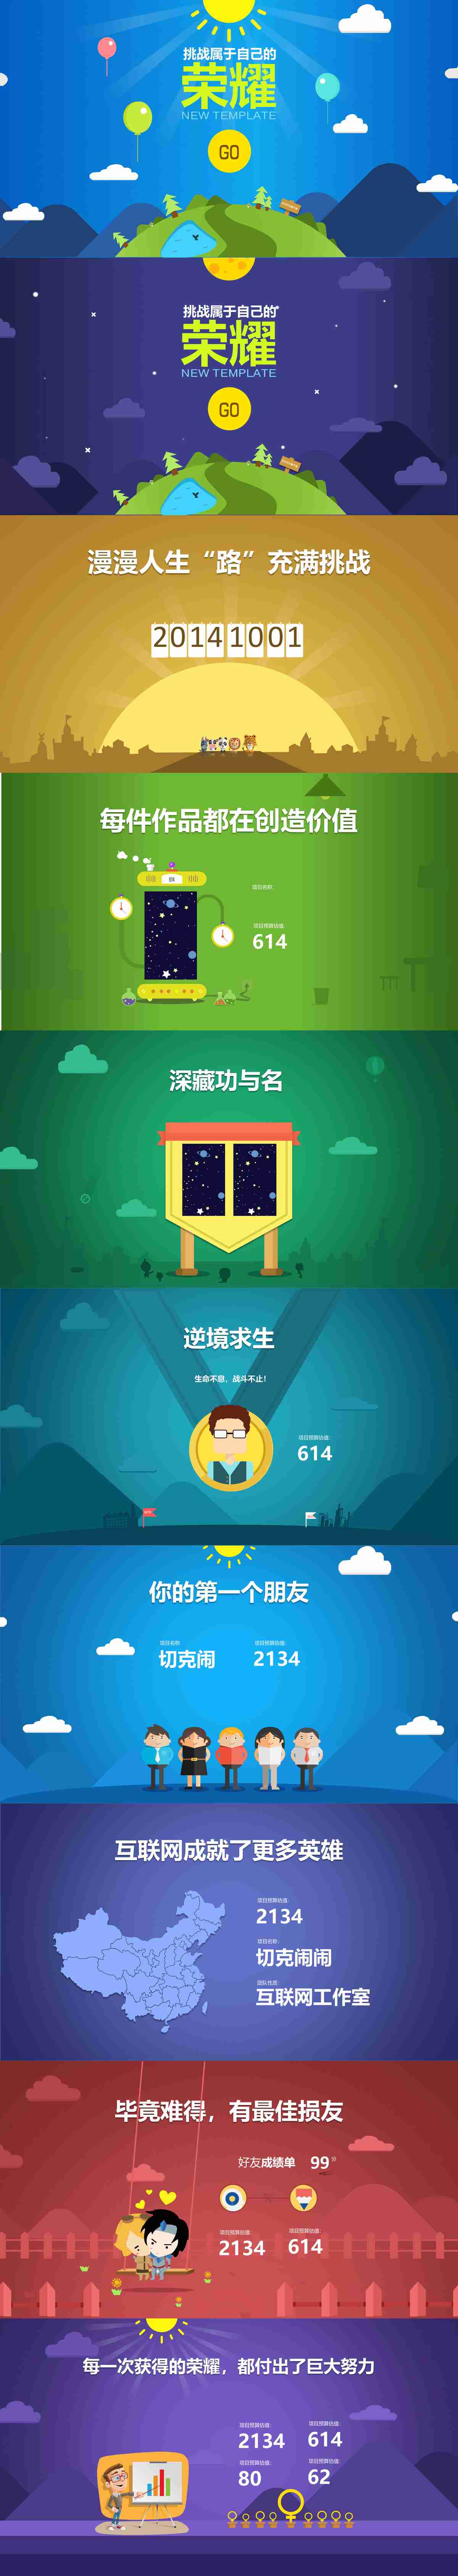 挑战属于自己的
荣耀
NEW TEMPLATE
GO
挑战属于自己的
荣耀
NEW TEMPLATE
GO
漫漫人生“路”充满挑战
20141001
每件作品都在创造价值
项目名称:
项目预算估值:
614
深藏功与名
逆境求生
生命不息，战斗不止！
项目预算估值:
614
你的第一个朋友
项目名称
项目预算估值:
切克闹
2134
互联网成就了更多英雄
项目预算估值:
2134
项目名称:
切克闹闹
团队性质:
互联网工作室
毕竟难得，有最佳损友
好友成绩单 99
项目预算估值:
项目预算估值:
2134
614
每一次获得的荣耀，都付出了巨大努力
项目预算估值:
项目预算估值:
2134
614
项目预算估值:
项目预算估值:
80
62